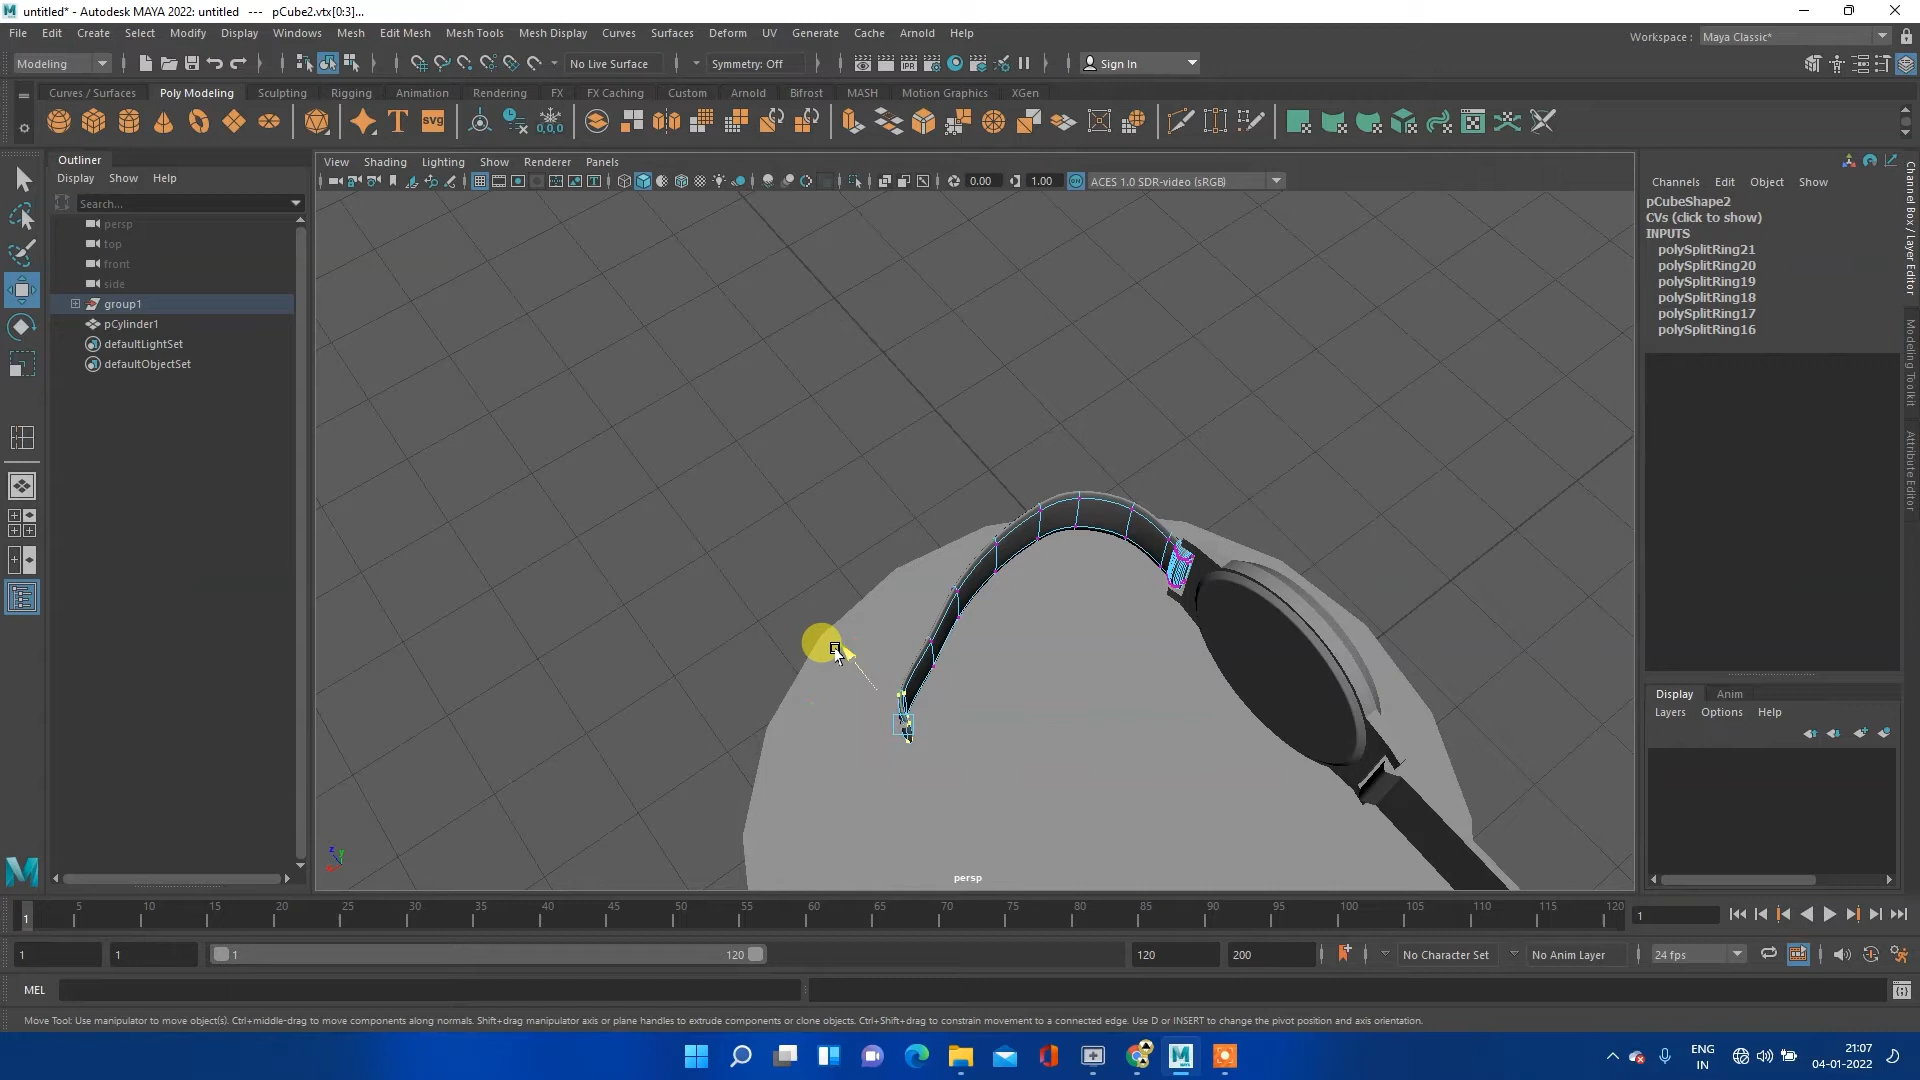 untitled* - Autodesk MAYA 2022: untitled --- pCube2.vtx[0:3]...
File Edit Create Select Modify Display Windows Mesh Edit Mesh Mesh Tools Mesh Display Curves Surfaces Deform UV Generate Cache Arnold Help
Workspace : Maya Classic*
Modeling No Live Surface Symmetry: Off Sign In
Curves / Surfaces Poly Modeling Sculpting Rigging Animation Rendering FX FX Caching Custom Arnold Bifrost MASH Motion Graphics XGen
Outliner
Display Show Help
Search...
persp
top
front
side
group1
pCylinder1
defaultLightSet
defaultObjectSet
View Shading Lighting Show Renderer Panels
0.00 1.00 ACES 1.0 SDR-video (sRGB)
persp
Channels Edit Object Show
pCubeShape2
CVs (click to show)
INPUTS
polySplitRing21
polySplitRing20
polySplitRing19
polySplitRing18
polySplitRing17
polySplitRing16
Channel Box / Layer Editor
Modeling Toolkit
Attribute Editor
Display Anim
Layers Options Help
1 5 10 15 20 25 30 35 40 45 50 55 60 65 70 75 80 85 90 95 100 105 110 115 120 1
1 1 1 120 120 200 No Character Set No Anim Layer 24 fps
MEL
Move Tool: Use manipulator to move object(s). Ctrl+middle-drag to move components along normals. Shift+drag manipulator axis or plane handles to extrude components or clone objects. Ctrl+Shift+drag to constrain movement to a connected edge. Use D or INSERT to change the pivot position and axis orientation.
ENG
IN
21:07
04-01-2022